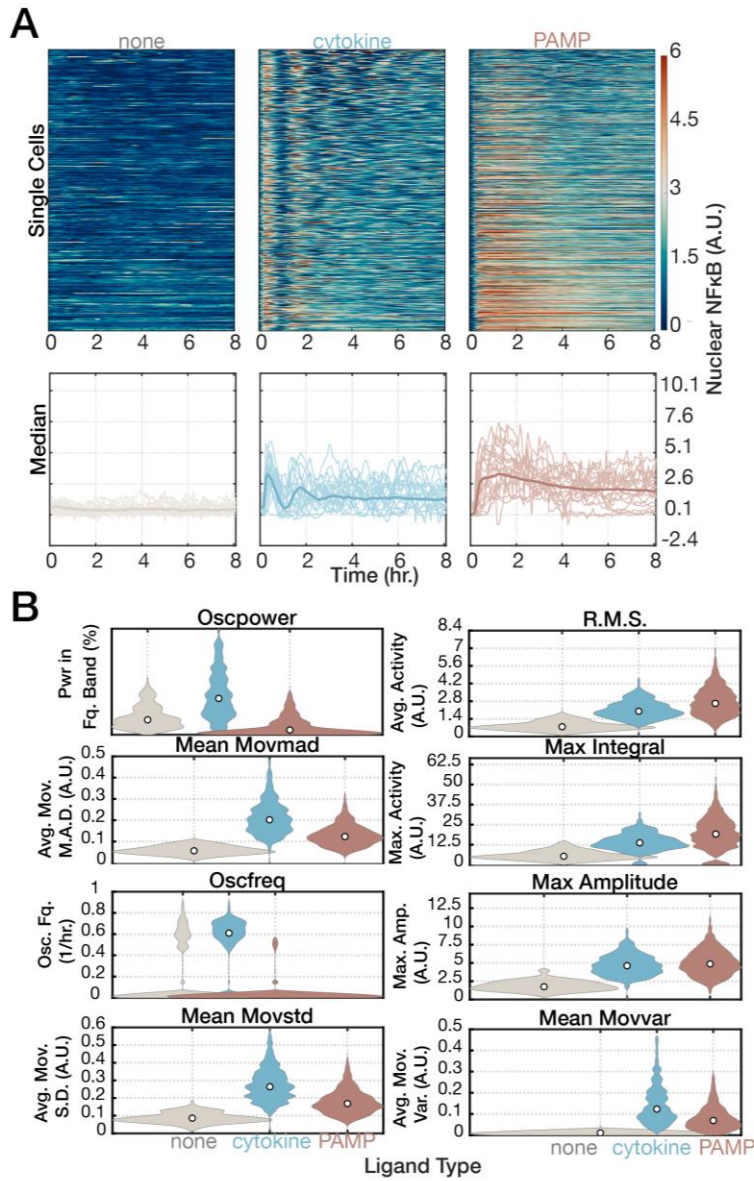 A
none cytokine PAMP
Single Cells
6
4.5
3
1.5
0
Nuclear NFκB (A.U.)
0 2 4 6 8 0 2 4 6 8 0 2 4 6 8
Median
10.1
7.6
5.1
2.6
0.1
-2.4
0 2 4 6 8 0 2 4 6 8 0 2 4 6 8
Time (hr.)
B
Oscpower
Pwr in
Fq. Band (%)
R.M.S.
Avg. Activity
(A.U.)
8.4
7
5.6
4.2
2.8
1.4
0
Mean Movmad
Avg. Mov.
M.A.D. (A.U.)
0.5
0.4
0.3
0.2
0.1
0
Max Integral
Max. Activity
(A.U.)
62.5
50
37.5
25
12.5
0
Oscfreq
Osc. Fq.
(1/hr.)
1
0.8
0.6
0.4
0.2
0
Max Amplitude
Max. Amp.
(A.U.)
12.5
10
7.5
5
2.5
0
Mean Movstd
Avg. Mov.
S.D. (A.U.)
0.6
0.5
0.4
0.3
0.2
0.1
0
Mean Movvar
Avg. Mov.
Var. (A.U.)
0.5
0.4
0.3
0.2
0.1
0
none cytokine PAMP none cytokine PAMP
Ligand Type